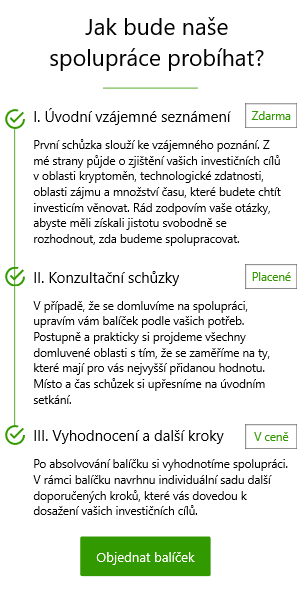 Jak bude naše
spolupráce probíhat?
I. Úvodní vzájemné seznámení
Zdarma
První schůzka slouží ke vzájemného poznání. Z
mé strany půjde o zjištění vašich investičních cílů
v oblasti kryptoměn, technologické zdatnosti,
oblasti zájmu a množství času, které budete chtít
investicím věnovat. Rád zodpovím vaše otázky,
abyste měli získali jistotu svobodně se
rozhodnout, zda budeme spolupracovat.
II. Konzultační schůzky
Placené
V případě, že se domluvíme na spolupráci,
upravím vám balíček podle vašich potřeb.
Postupně a prakticky si projdeme všechny
domluvené oblasti s tím, že se zaměříme na ty,
které mají pro vás nejvyšší přidanou hodnotu.
Místo a čas schůzek si upřesníme na úvodním
setkání.
III. Vyhodnocení a další kroky
V ceně
Po absolvování balíčku si vyhodnotíme spolupráci.
V rámci balíčku navrhnu individuální sadu další
doporučených kroků, které vás dovedou k
dosažení vašich investičních cílů.
Objednat balíček